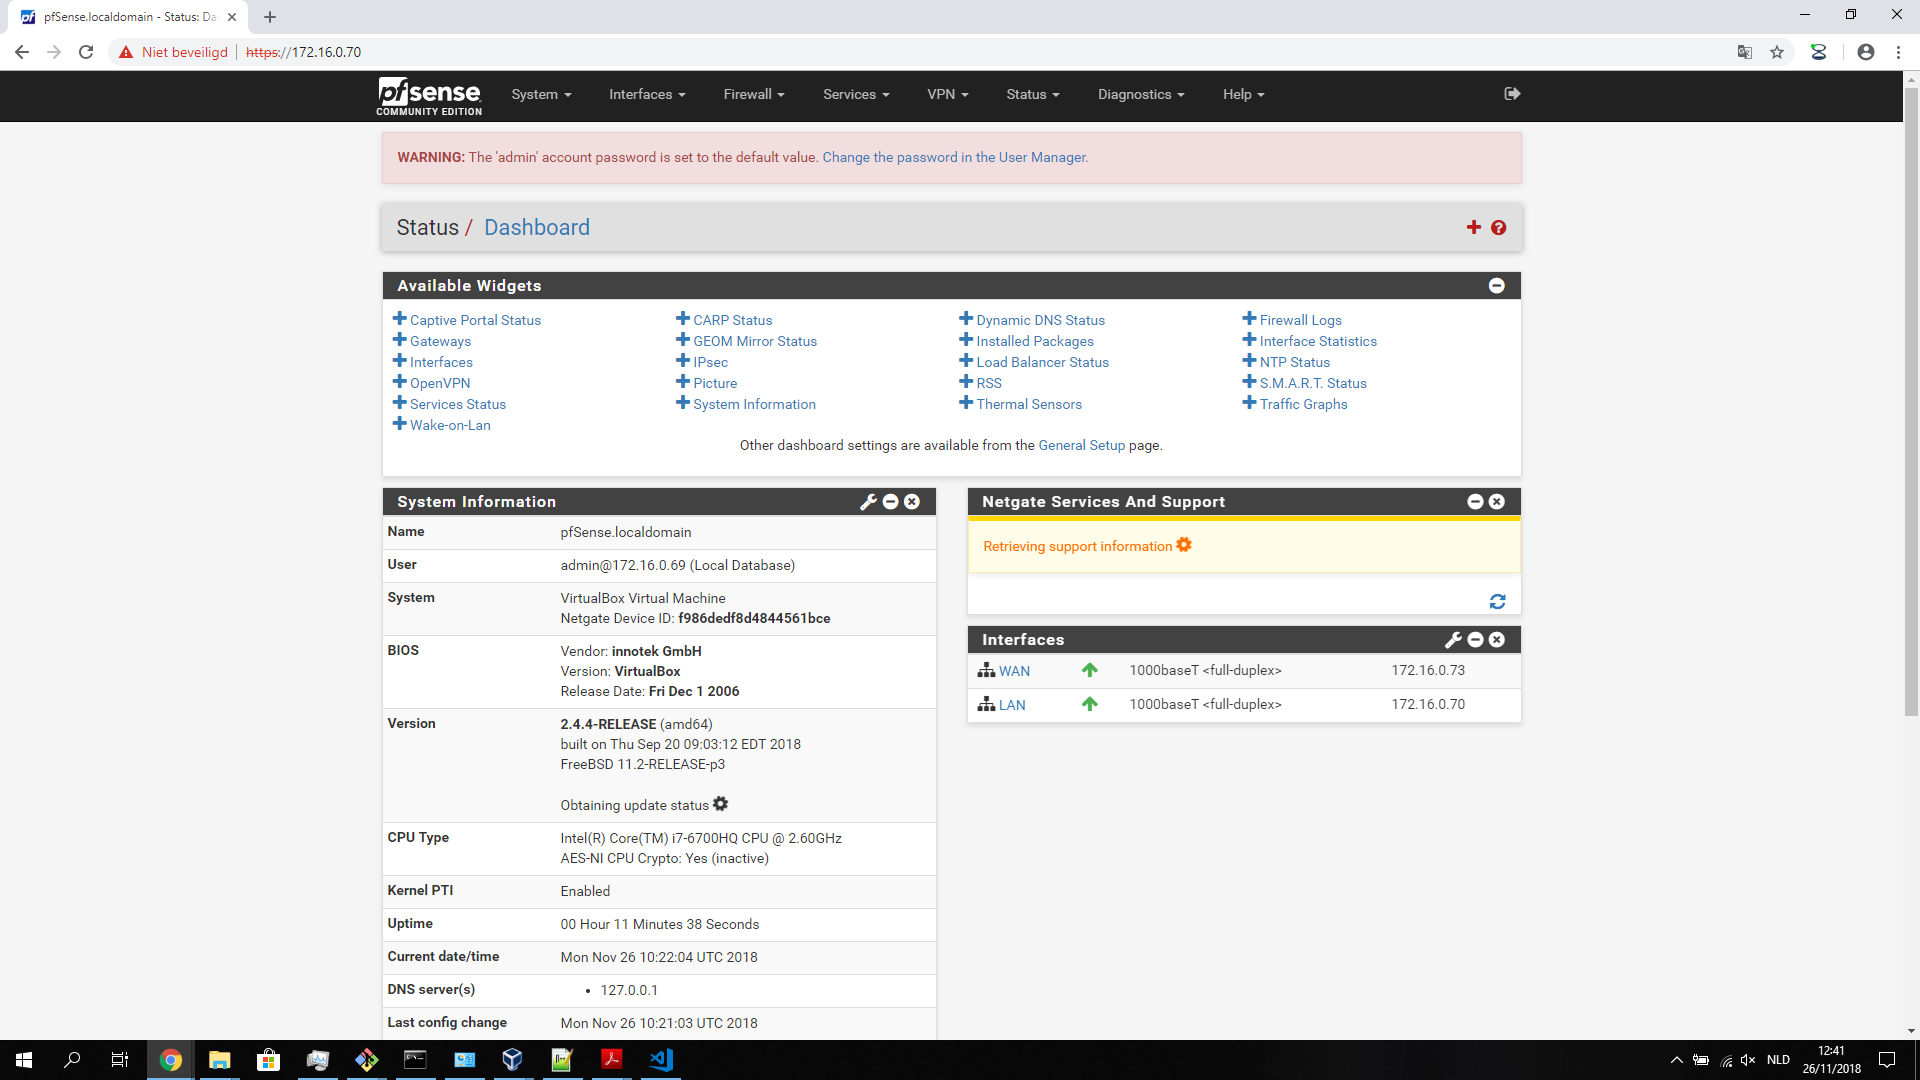 pfSense.localdomain - Status: Da
Niet beveiligd
https://172.16.0.70
pfsense
COMMUNITY EDITION
System
Interfaces
Firewall
Services
VPN
Status
Diagnostics
Help
WARNING: The 'admin' account password is set to the default value. Change the password in the User Manager.
Status / Dashboard
Available Widgets
Captive Portal Status
CARP Status
Dynamic DNS Status
Firewall Logs
Gateways
GEOM Mirror Status
Installed Packages
Interface Statistics
Interfaces
IPsec
Load Balancer Status
NTP Status
OpenVPN
Picture
RSS
S.M.A.R.T. Status
Services Status
System Information
Thermal Sensors
Traffic Graphs
Wake-on-Lan
Other dashboard settings are available from the General Setup page.
System Information
Name pfSense.localdomain
User admin@172.16.0.69 (Local Database)
System VirtualBox Virtual Machine
Netgate Device ID: f986dedf8d4844561bce
BIOS Vendor: innotek GmbH
Version: VirtualBox
Release Date: Fri Dec 1 2006
Version 2.4.4-RELEASE (amd64)
built on Thu Sep 20 09:03:12 EDT 2018
FreeBSD 11.2-RELEASE-p3
Obtaining update status
CPU Type Intel(R) Core(TM) i7-6700HQ CPU @ 2.60GHz
AES-NI CPU Crypto: Yes (inactive)
Kernel PTI Enabled
Uptime 00 Hour 11 Minutes 38 Seconds
Current date/time Mon Nov 26 10:22:04 UTC 2018
DNS server(s) • 127.0.0.1
Last config change Mon Nov 26 10:21:03 UTC 2018
Netgate Services And Support
Retrieving support information
Interfaces
WAN 1000baseT <full-duplex> 172.16.0.73
LAN 1000baseT <full-duplex> 172.16.0.70
NLD
12:41
26/11/2018